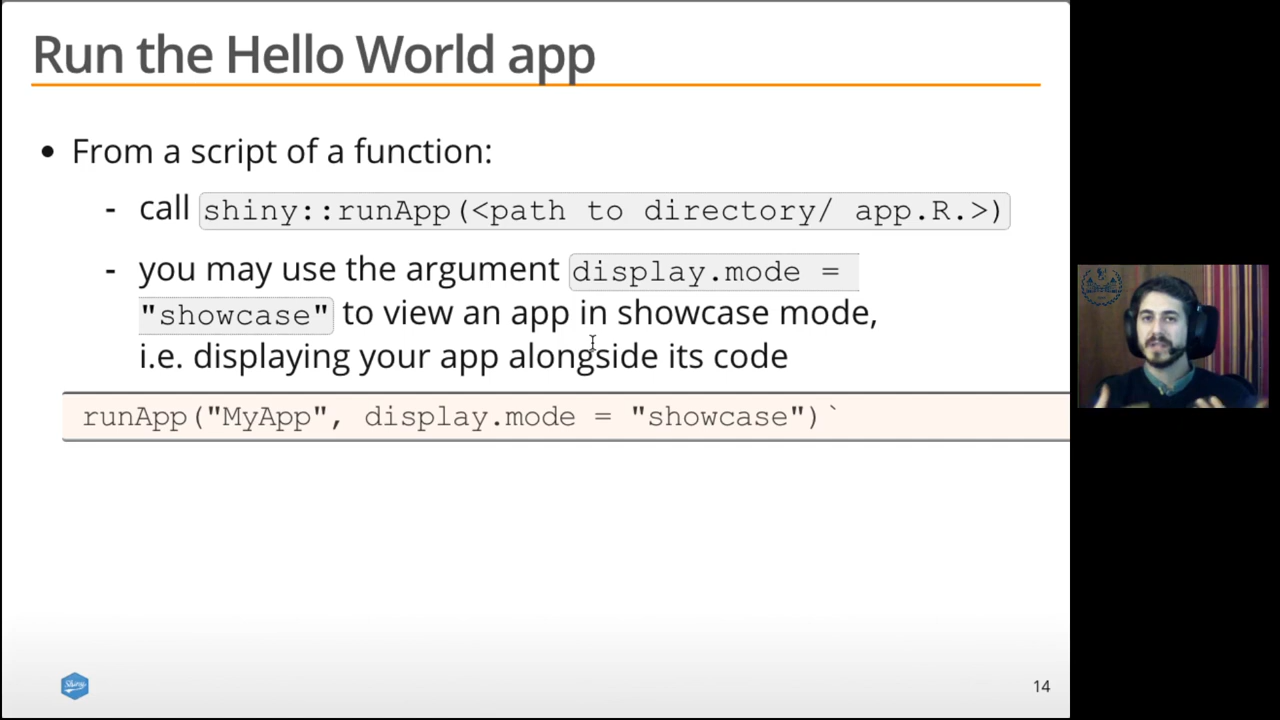 Run the Hello World app
• From a script of a function:
- call shiny::runApp(<path to directory/ app.R.>)
- you may use the argument display.mode =
"showcase" to view an app in showcase mode,
i.e. displaying your app alongside its code
runApp("MyApp", display.mode = "showcase")`
Shiny
14